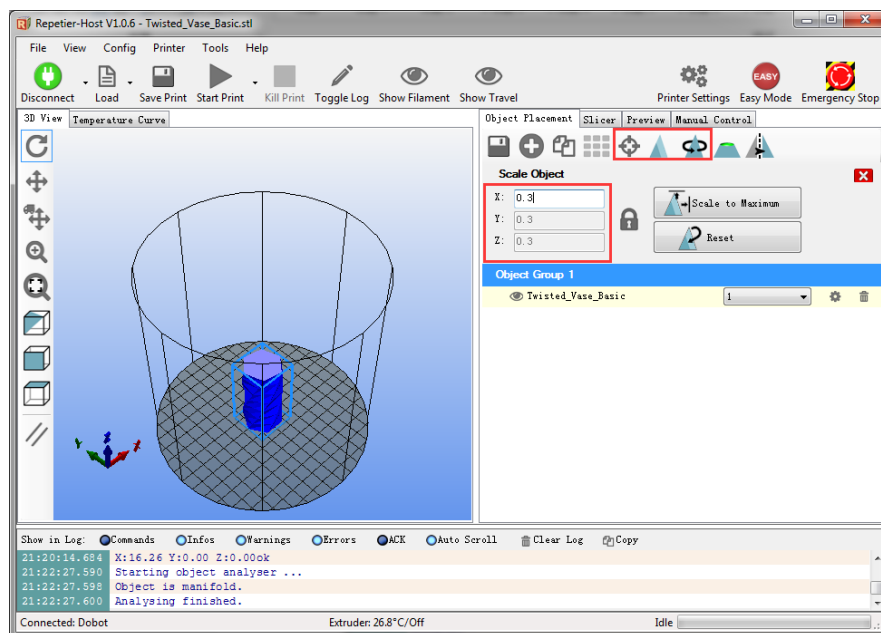 Repetier-Host V1.0.6 - Twisted_Vase_Basic.stl
File View Config Printer Tools Help
Disconnect Load Save Print Start Print Kill Print Toggle Log Show Filament Show Travel Printer Settings EASY Easy Mode Emergency Stop
3D View Temperature Curve
Object Placement Slicer Preview Manual Control
Scale Object
X: 0.3 Scale to Maximum
Y: 0.3
Z: 0.3 Reset
Object Group 1
Twisted_Vase_Basic 1
Y Z X
Show in Log: Commands Infos Warnings Errors ACK Auto Scroll Clear Log Copy
21:20:14.684 X:16.26 Y:0.00 Z:0.00ok
21:22:27.590 Starting object analyser ...
21:22:27.598 Object is manifold.
21:22:27.600 Analysing finished.
Connected: Dobot Extruder: 26.8°C/Off Idle